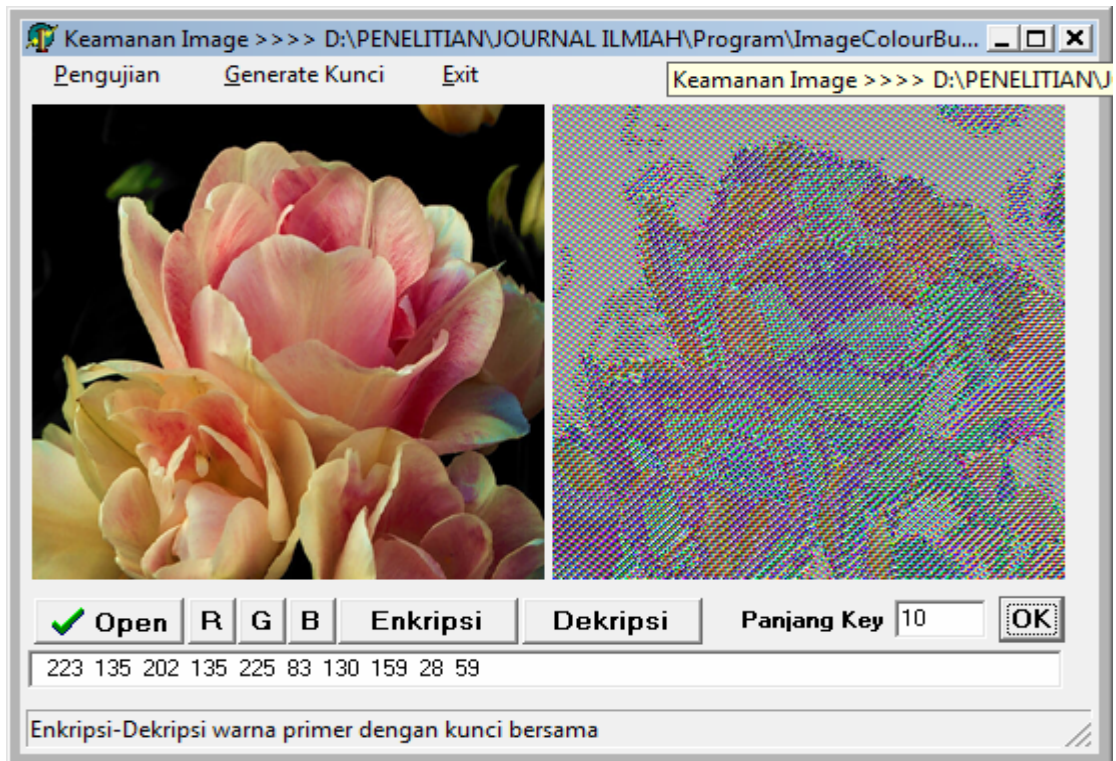 Keamanan Image >>>> D:\PENELITIAN\JOURNAL ILMIAH\Program\ImageColourBu...
Pengujian Generate Kunci Exit
Keamanan Image >>>> D:\PENELITIAN\J
Open R G B Enkripsi Dekripsi Panjang Key 10 OK
223 135 202 135 225 83 130 159 28 59
Enkripsi-Dekripsi warna primer dengan kunci bersama